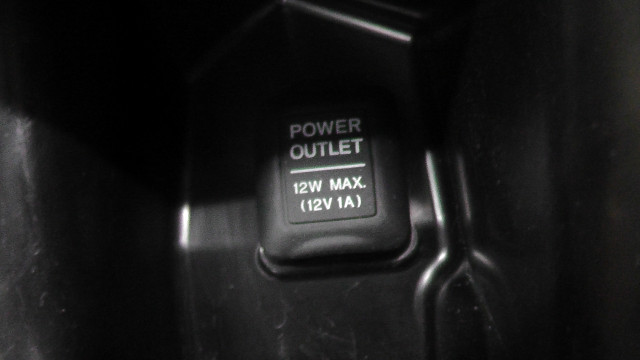 POWER
OUTLET
12W MAX.
(12V 1A)